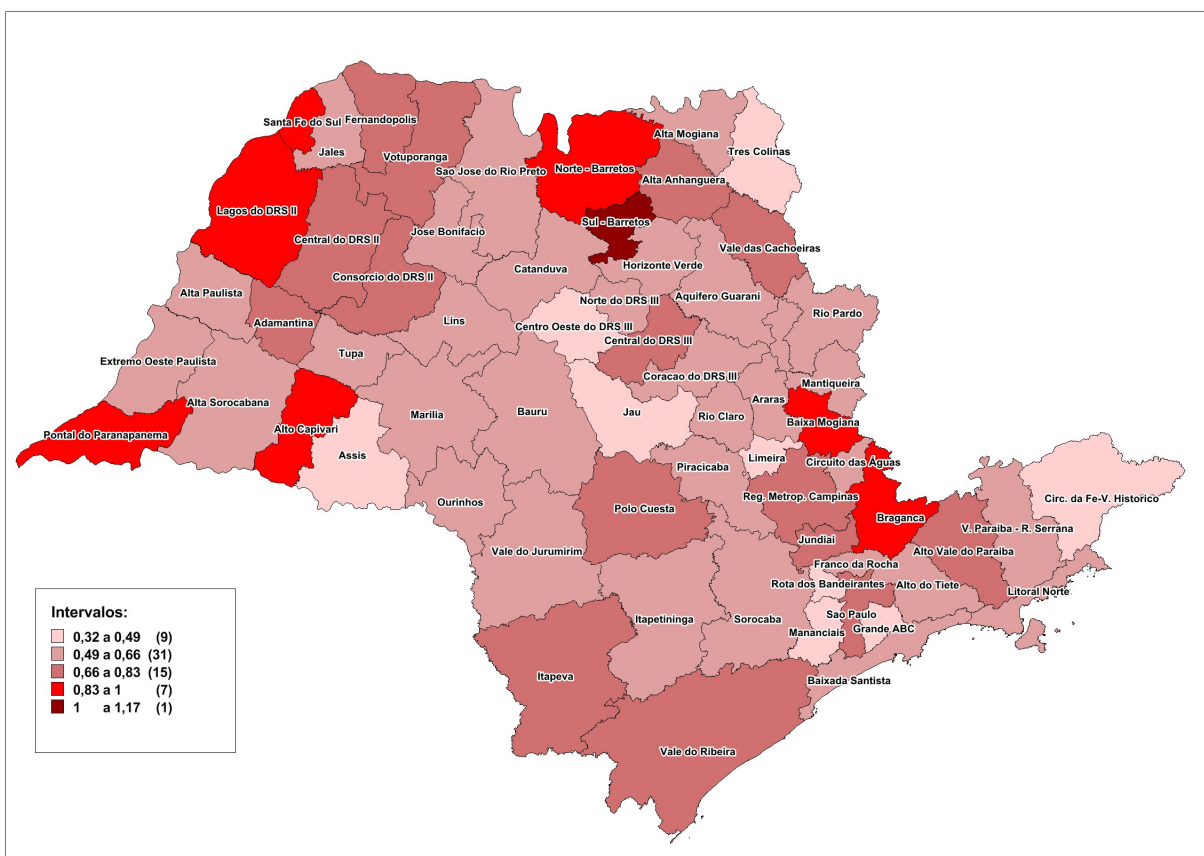 Santa Fe do Sul
Fernandopolis
Jales
Votuporanga
Sao Jose do Rio Preto
Norte - Barretos
Alta Mogiana
Tres Colinas
Alta Anhanguera
Lagos do DRS II
Sul - Barretos
Central do DRS II
Jose Bonifacio
Vale das Cachoeiras
Consorcio do DRS II
Catanduva
Horizonte Verde
Alta Paulista
Norte do DRS III
Aquifero Guarani
Rio Pardo
Adamantina
Lins
Centro Oeste do DRS III
Central do DRS III
Extremo Oeste Paulista
Tupa
Coracao do DRS III
Mantiqueira
Alta Sorocabana
Araras
Marilia
Bauru
Jau
Rio Claro
Baixa Mogiana
Alto Capivari
Pontal do Paranapanema
Assis
Limeira
Circuito das Águas
Piracicaba
Ourinhos
Reg. Metrop. Campinas
Circ. da Fe-V. Historico
Polo Cuesta
Braganca
V. Paraiba - R. Serrana
Jundiai
Vale do Jurumirim
Alto Vale do Paraiba
Franco da Rocha
Rota dos Bandeirantes
Alto do Tiete
Litoral Norte
Itapetininga
Sorocaba
Sao Paulo
Grande ABC
Mananciais
Itapeva
Baixada Santista
Vale do Ribeira
Intervalos:
0,32 a 0,49 (9)
0,49 a 0,66 (31)
0,66 a 0,83 (15)
0,83 a 1 (7)
1 a 1,17 (1)